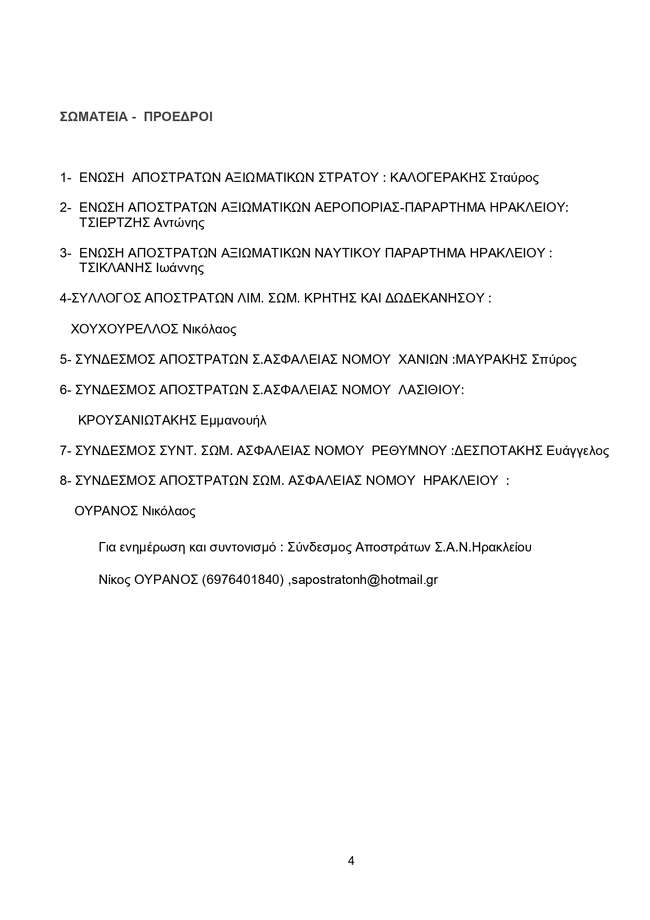 ΣΩΜΑΤΕΙΑ - ΠΡΟΕΔΡΟΙ
1- ΕΝΩΣΗ ΑΠΟΣΤΡΑΤΩΝ ΑΞΙΩΜΑΤΙΚΩΝ ΣΤΡΑΤΟΥ : ΚΑΛΟΓΕΡΑΚΗΣ Σταύρος
2- ΕΝΩΣΗ ΑΠΟΣΤΡΑΤΩΝ ΑΞΙΩΜΑΤΙΚΩΝ ΑΕΡΟΠΟΡΙΑΣ-ΠΑΡΑΡΤΗΜΑ ΗΡΑΚΛΕΙΟΥ:
ΤΣΙΕΡΤΖΗΣ Αντώνης
3- ΕΝΩΣΗ ΑΠΟΣΤΡΑΤΩΝ ΑΞΙΩΜΑΤΙΚΩΝ ΝΑΥΤΙΚΟΥ ΠΑΡΑΡΤΗΜΑ ΗΡΑΚΛΕΙΟΥ :
ΤΣΙΚΛΑΝΗΣ Ιωάννης
4-ΣΥΛΛΟΓΟΣ ΑΠΟΣΤΡΑΤΩΝ ΛΙΜ. ΣΩΜ. ΚΡΗΤΗΣ ΚΑΙ ΔΩΔΕΚΑΝΗΣΟΥ :
ΧΟΥΧΟΥΡΕΛΛΟΣ Νικόλαος
5- ΣΥΝΔΕΣΜΟΣ ΑΠΟΣΤΡΑΤΩΝ Σ.ΑΣΦΑΛΕΙΑΣ ΝΟΜΟΥ ΧΑΝΙΩΝ :ΜΑΥΡΑΚΗΣ Σπύρος
6- ΣΥΝΔΕΣΜΟΣ ΑΠΟΣΤΡΑΤΩΝ Σ.ΑΣΦΑΛΕΙΑΣ ΝΟΜΟΥ ΛΑΣΙΘΙΟΥ:
ΚΡΟΥΣΑΝΙΩΤΑΚΗΣ Εμμανουήλ
7- ΣΥΝΔΕΣΜΟΣ ΣΥΝΤ. ΣΩΜ. ΑΣΦΑΛΕΙΑΣ ΝΟΜΟΥ ΡΕΘΥΜΝΟΥ :ΔΕΣΠΟΤΑΚΗΣ Ευάγγελος
8- ΣΥΝΔΕΣΜΟΣ ΑΠΟΣΤΡΑΤΩΝ ΣΩΜ. ΑΣΦΑΛΕΙΑΣ ΝΟΜΟΥ ΗΡΑΚΛΕΙΟΥ :
ΟΥΡΑΝΟΣ Νικόλαος
Για ενημέρωση και συντονισμό : Σύνδεσμος Αποστράτων Σ.Α.Ν.Ηρακλείου
Νίκος ΟΥΡΑΝΟΣ (6976401840) ,sapostratonh@hotmail.gr
4